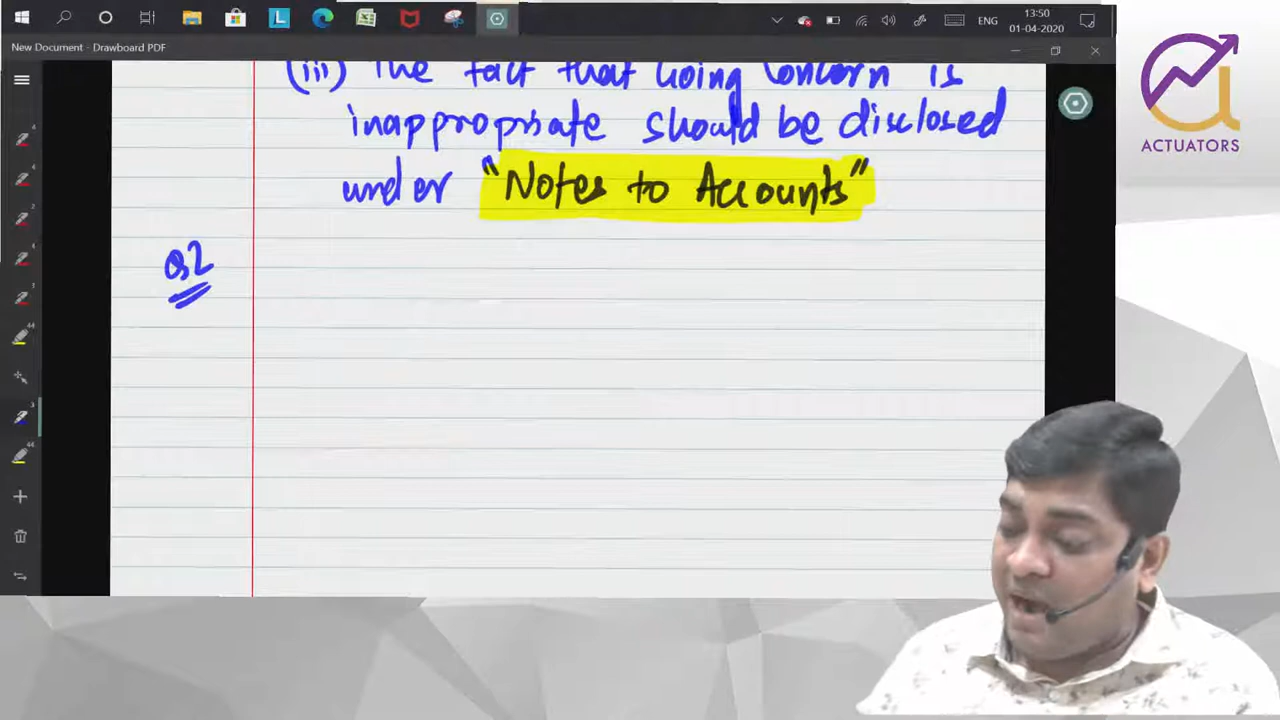 13:50
ENG
01-04-2020
New Document - Drawboard PDF
(iii) The fact that Going Concern is
inappropriate should be disclosed
under "Notes to Accounts"
Q2
ACTUATORS